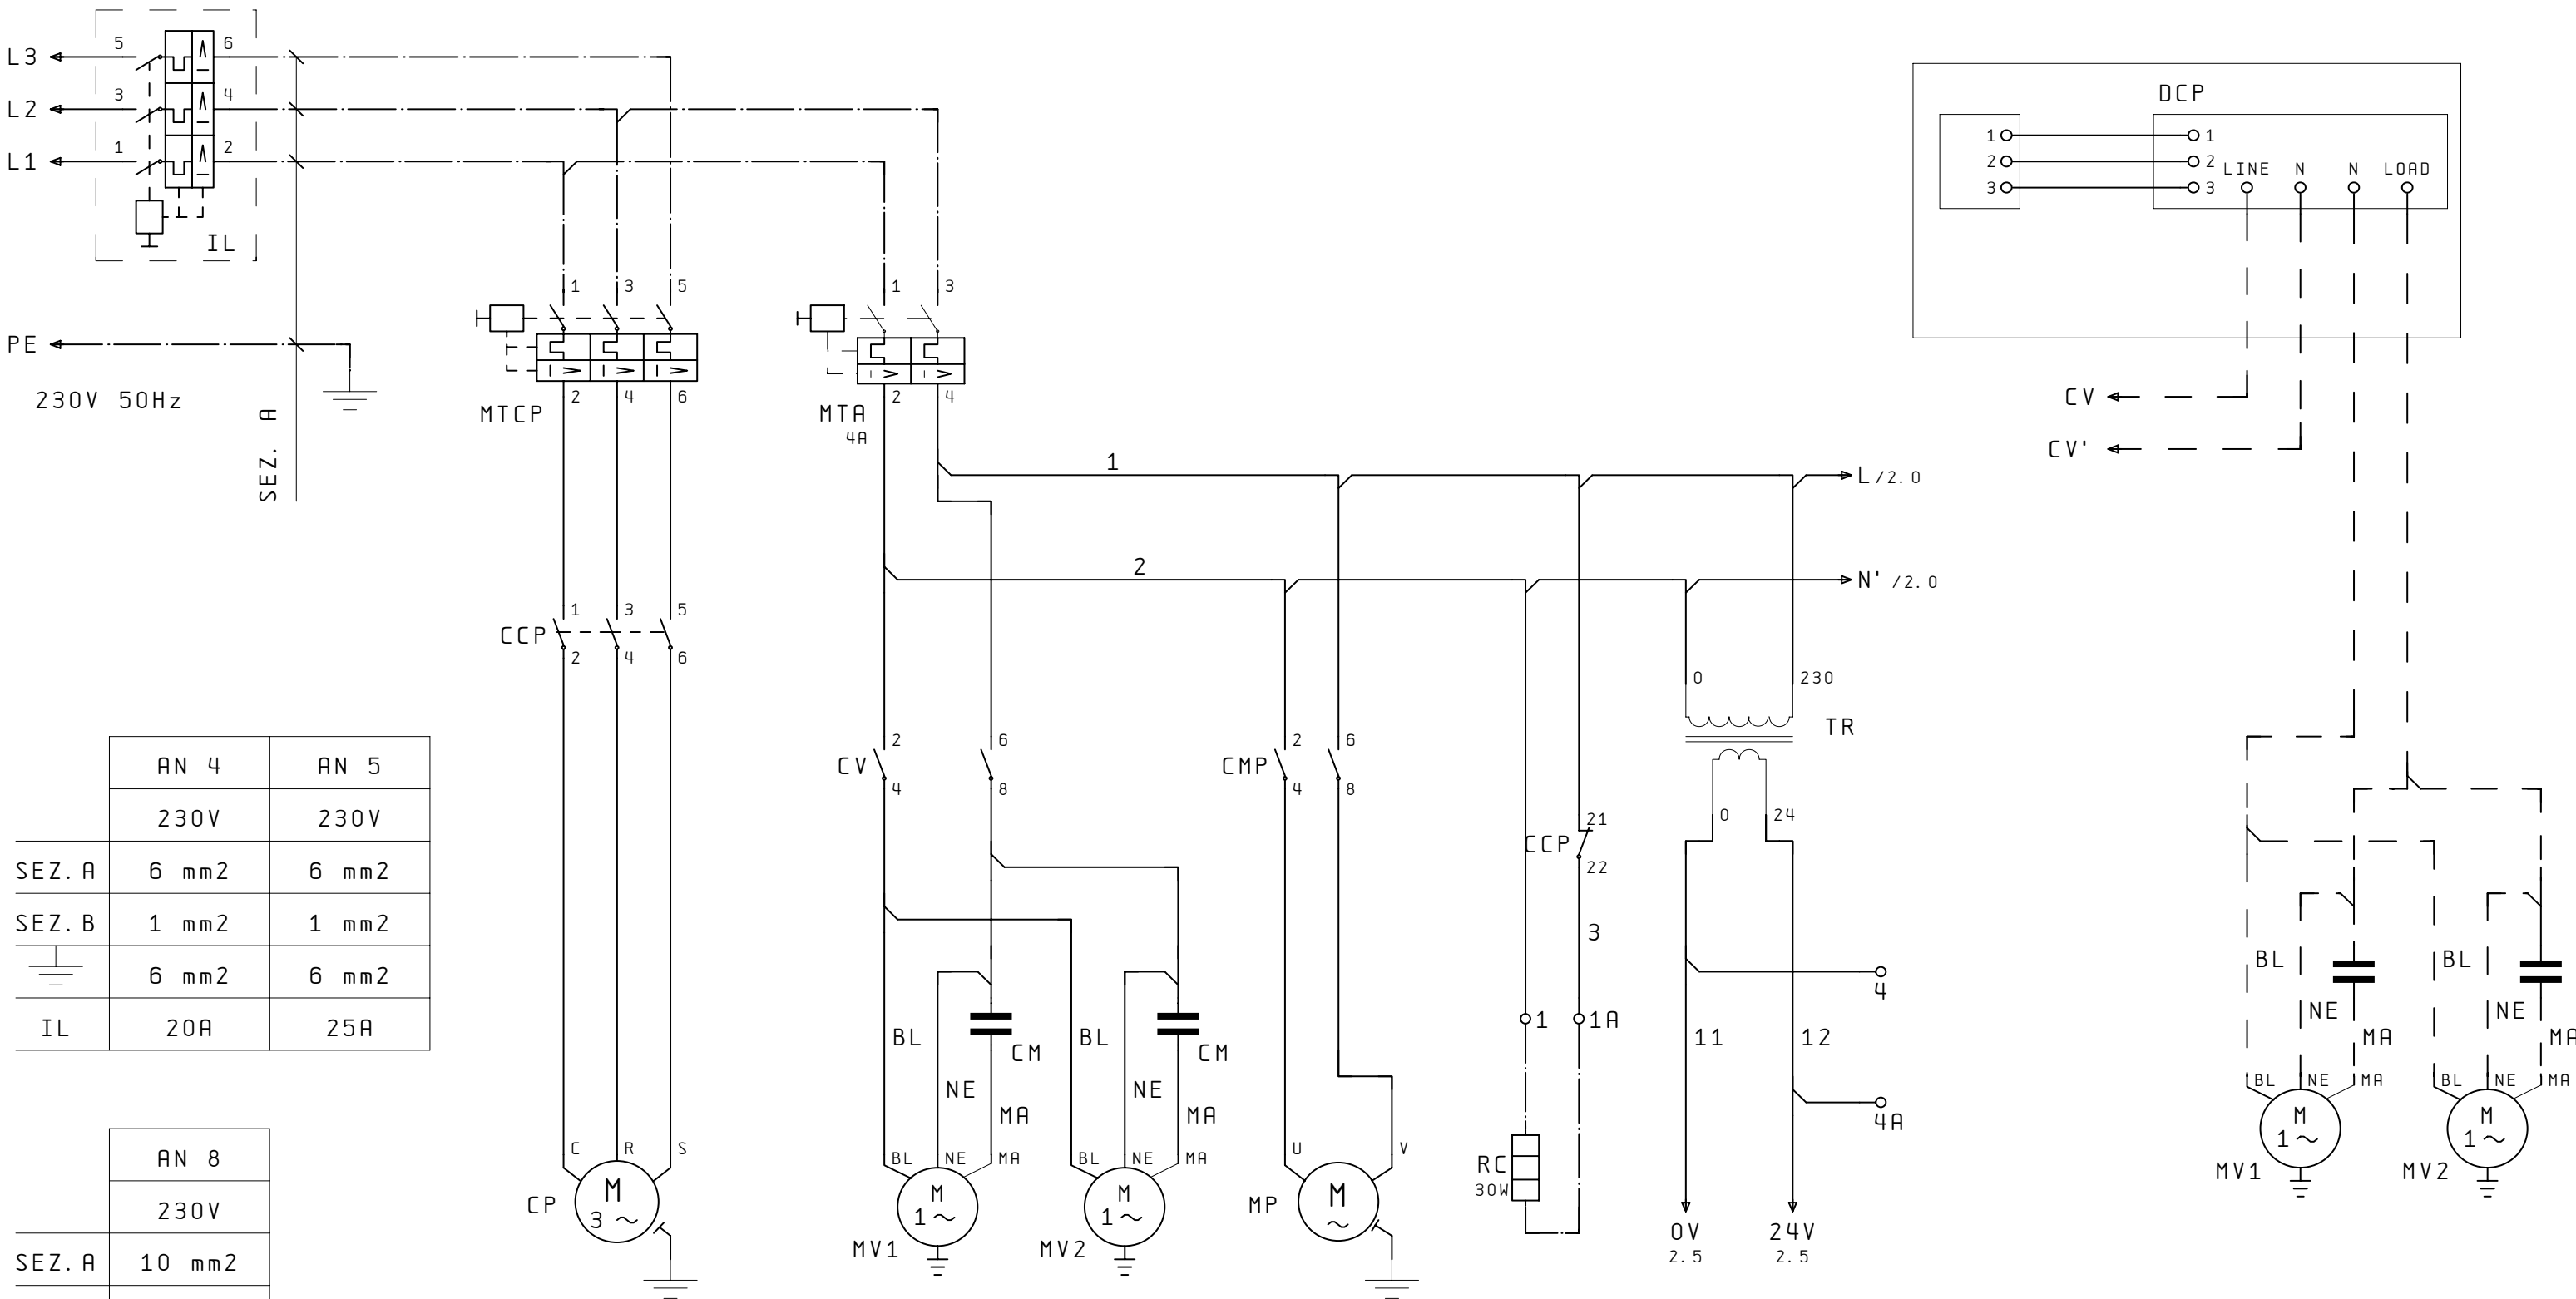 5 6
L3
3 4
L2
1 2
L1
IL
PE
230V 50Hz
SEZ. A
1 3 5
MTCP
2 4 6
1 3
MTA
4A
2 4
DCP
1 1
2 2
3 3
LINE N N LOAD
CV
CV'
1
L /2.0
2
N' /2.0
1 3 5
CCP
2 4 6
0 230
TR
0 24
2 6
CV
4 8
2 6
CMP
4 8
21
CCP
22
3
1 1A
4
11 12
4A
AN 4 AN 5
230V 230V
SEZ.A 6 mm2 6 mm2
SEZ.B 1 mm2 1 mm2
6 mm2 6 mm2
IL 20A 25A
AN 8
230V
SEZ.A 10 mm2
C R S
CP
M
3 ~
BL CM BL CM
NE NE
MA MA
BL NE MA BL NE MA
M M
1 ~ 1 ~
MV1 MV2
U V
MP
M
~
RC
30W
0V 24V
2.5 2.5
BL BL
NE NE
MA MA
BL NE MA BL NE MA
M M
1 ~ 1 ~
MV1 MV2